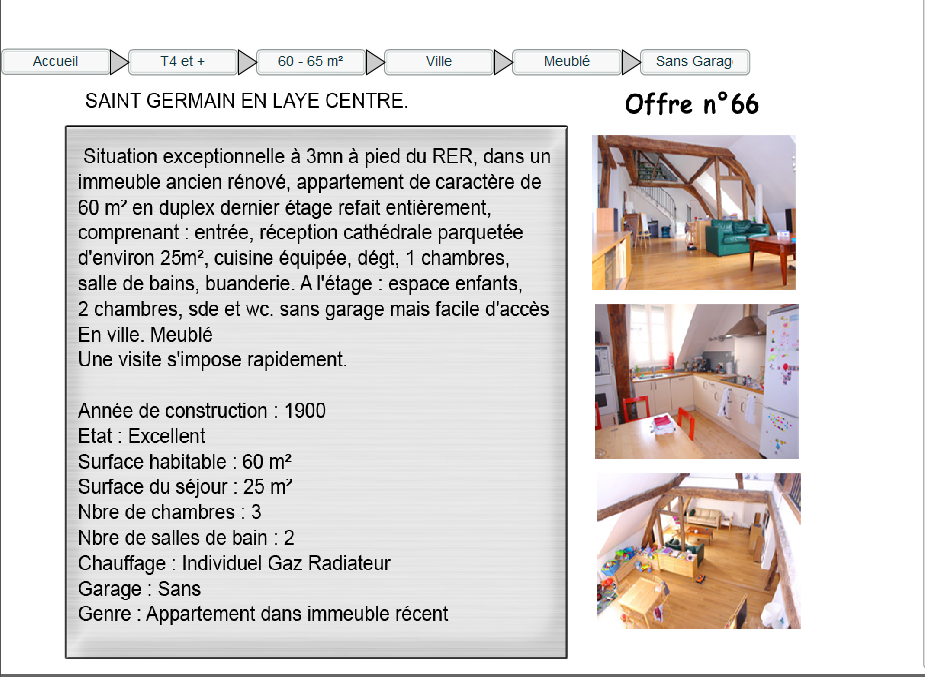 Accueil T4 et + 60 - 65 m² Ville Meublé Sans Garag
SAINT GERMAIN EN LAYE CENTRE.
Offre n°66
Situation exceptionnelle à 3mn à pied du RER, dans un
immeuble ancien rénové, appartement de caractère de
60 m² en duplex dernier étage refait entièrement,
comprenant : entrée, réception cathédrale parquetée
d'environ 25m², cuisine équipée, dégt, 1 chambres,
salle de bains, buanderie. A l'étage : espace enfants,
2 chambres, sde et wc. sans garage mais facile d'accès
En ville. Meublé
Une visite s'impose rapidement.
Année de construction : 1900
Etat : Excellent
Surface habitable : 60 m²
Surface du séjour : 25 m²
Nbre de chambres : 3
Nbre de salles de bain : 2
Chauffage : Individuel Gaz Radiateur
Garage : Sans
Genre : Appartement dans immeuble récent